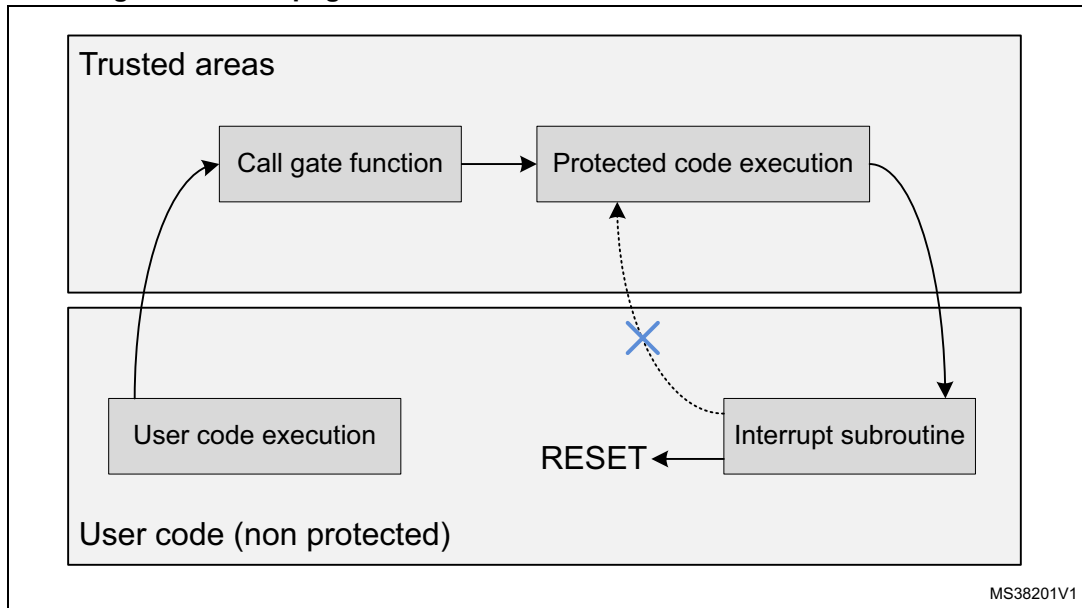 Trusted areas
Call gate function
Protected code execution
User code execution
Interrupt subroutine
RESET
User code (non protected)
MS38201V1